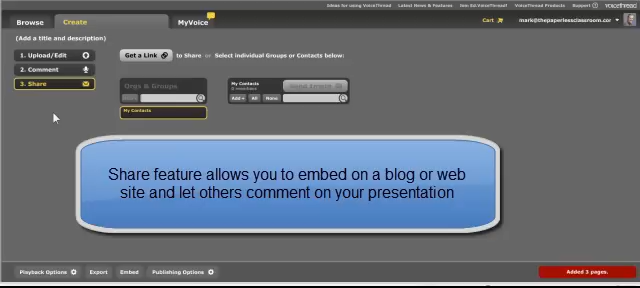 Ideas for using VoiceThread Latest News & Features Use Ed.VoiceThread! VoiceThread Products Support voicethread
Browse Create MyVoice
Cart mark@thepaperlessclassroom.cor
(Add a title and description)
1. Upload/Edit
2. Comment
3. Share
Get a Link to Share or Select individual Groups or Contacts below:
Orgs & Groups
My Contacts
My Contacts
Send Email
Add + All None
Share feature allows you to embed on a blog or web
site and let others comment on your presentation
Playback Options Export Embed Publishing Options
Added 3 pages.